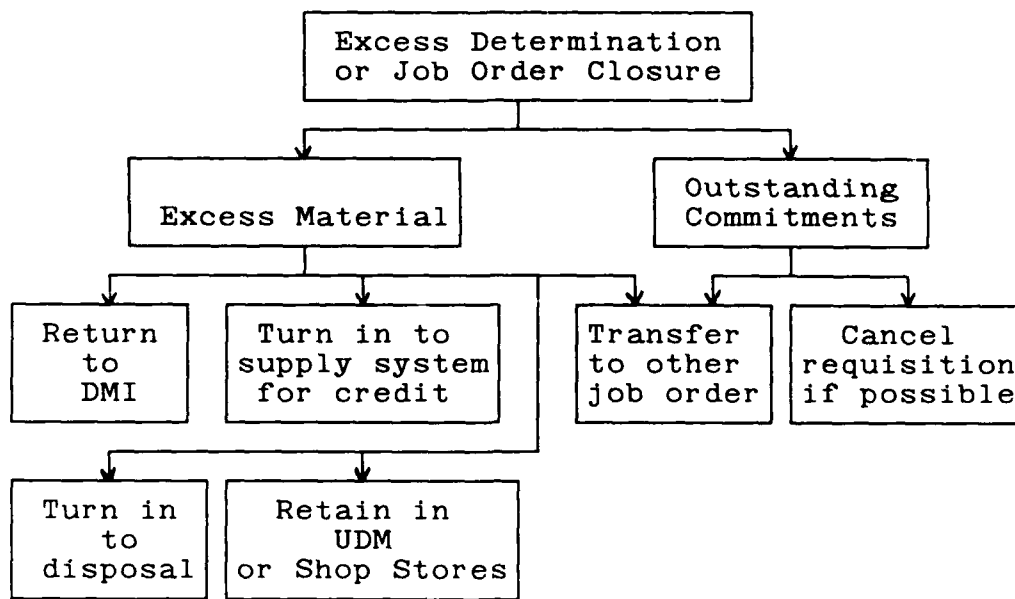 Excess Determination
or Job Order Closure
Excess Material
Outstanding
Commitments
Return
to
DMI
Turn in to
supply system
for credit
Transfer
to other
job order
Cancel
requisition
if possible
Turn in
to
disposal
Retain in
UDM
or Shop Stores